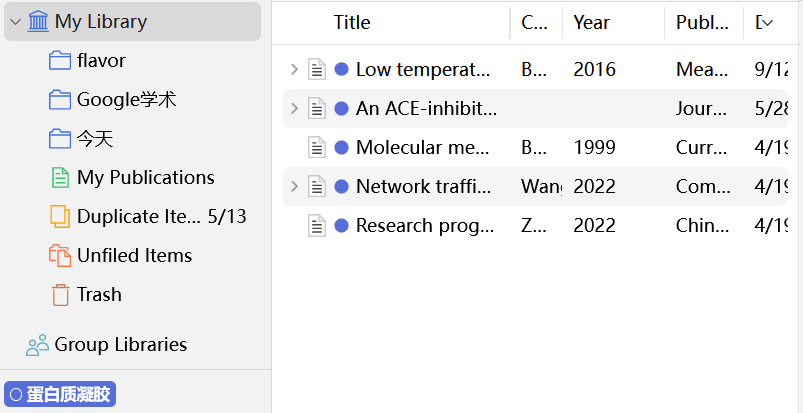 My Library
flavor
Google学术
今天
My Publications
Duplicate Ite... 5/13
Unfiled Items
Trash
Group Libraries
蛋白质凝胶
Title C... Year Publ...
Low temperat... B... 2016 Mea... 9/12
An ACE-inhibit... Jour... 5/28
Molecular me... B... 1999 Curr... 4/19
Network traffi... Wang 2022 Com... 4/19
Research prog... Z... 2022 Chin... 4/19